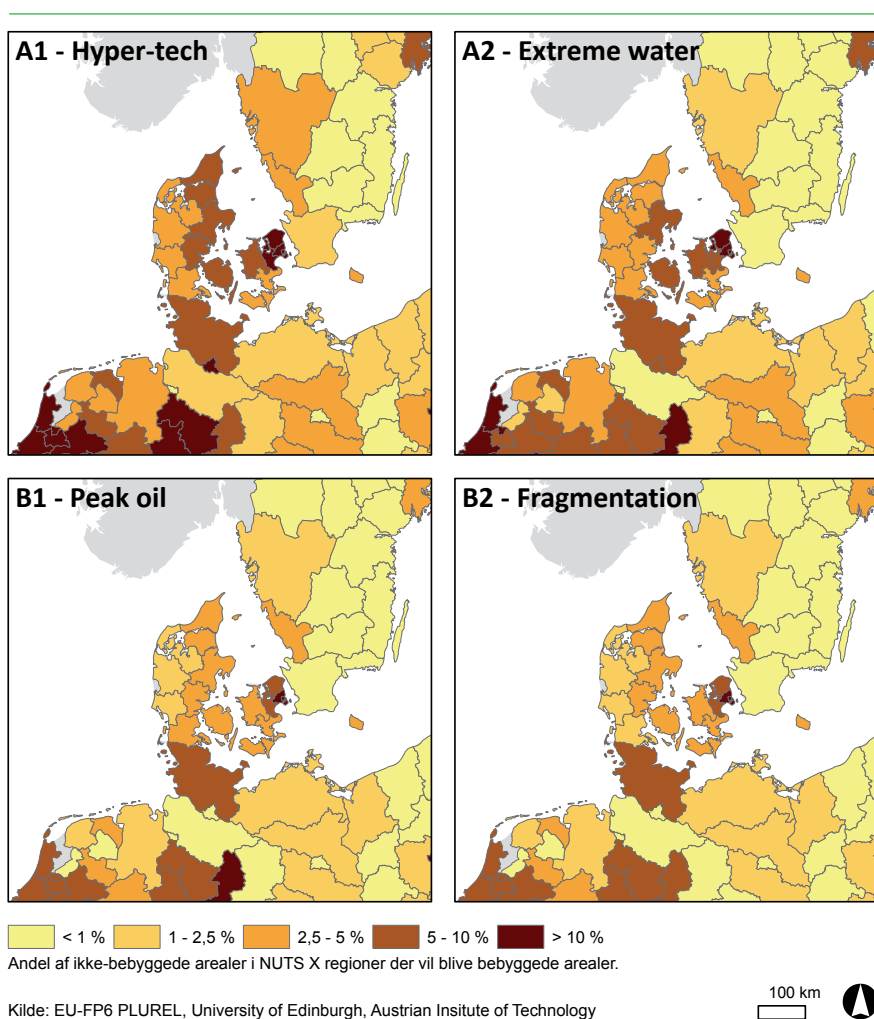 A1 - Hyper-tech
A2 - Extreme water
B1 - Peak oil
B2 - Fragmentation
< 1 % 1 - 2,5 % 2,5 - 5 % 5 - 10 % > 10 %
Andel af ikke-bebyggede arealer i NUTS X regioner der vil blive bebyggede arealer.
100 km
Kilde: EU-FP6 PLUREL, University of Edinburgh, Austrian Insitute of Technology